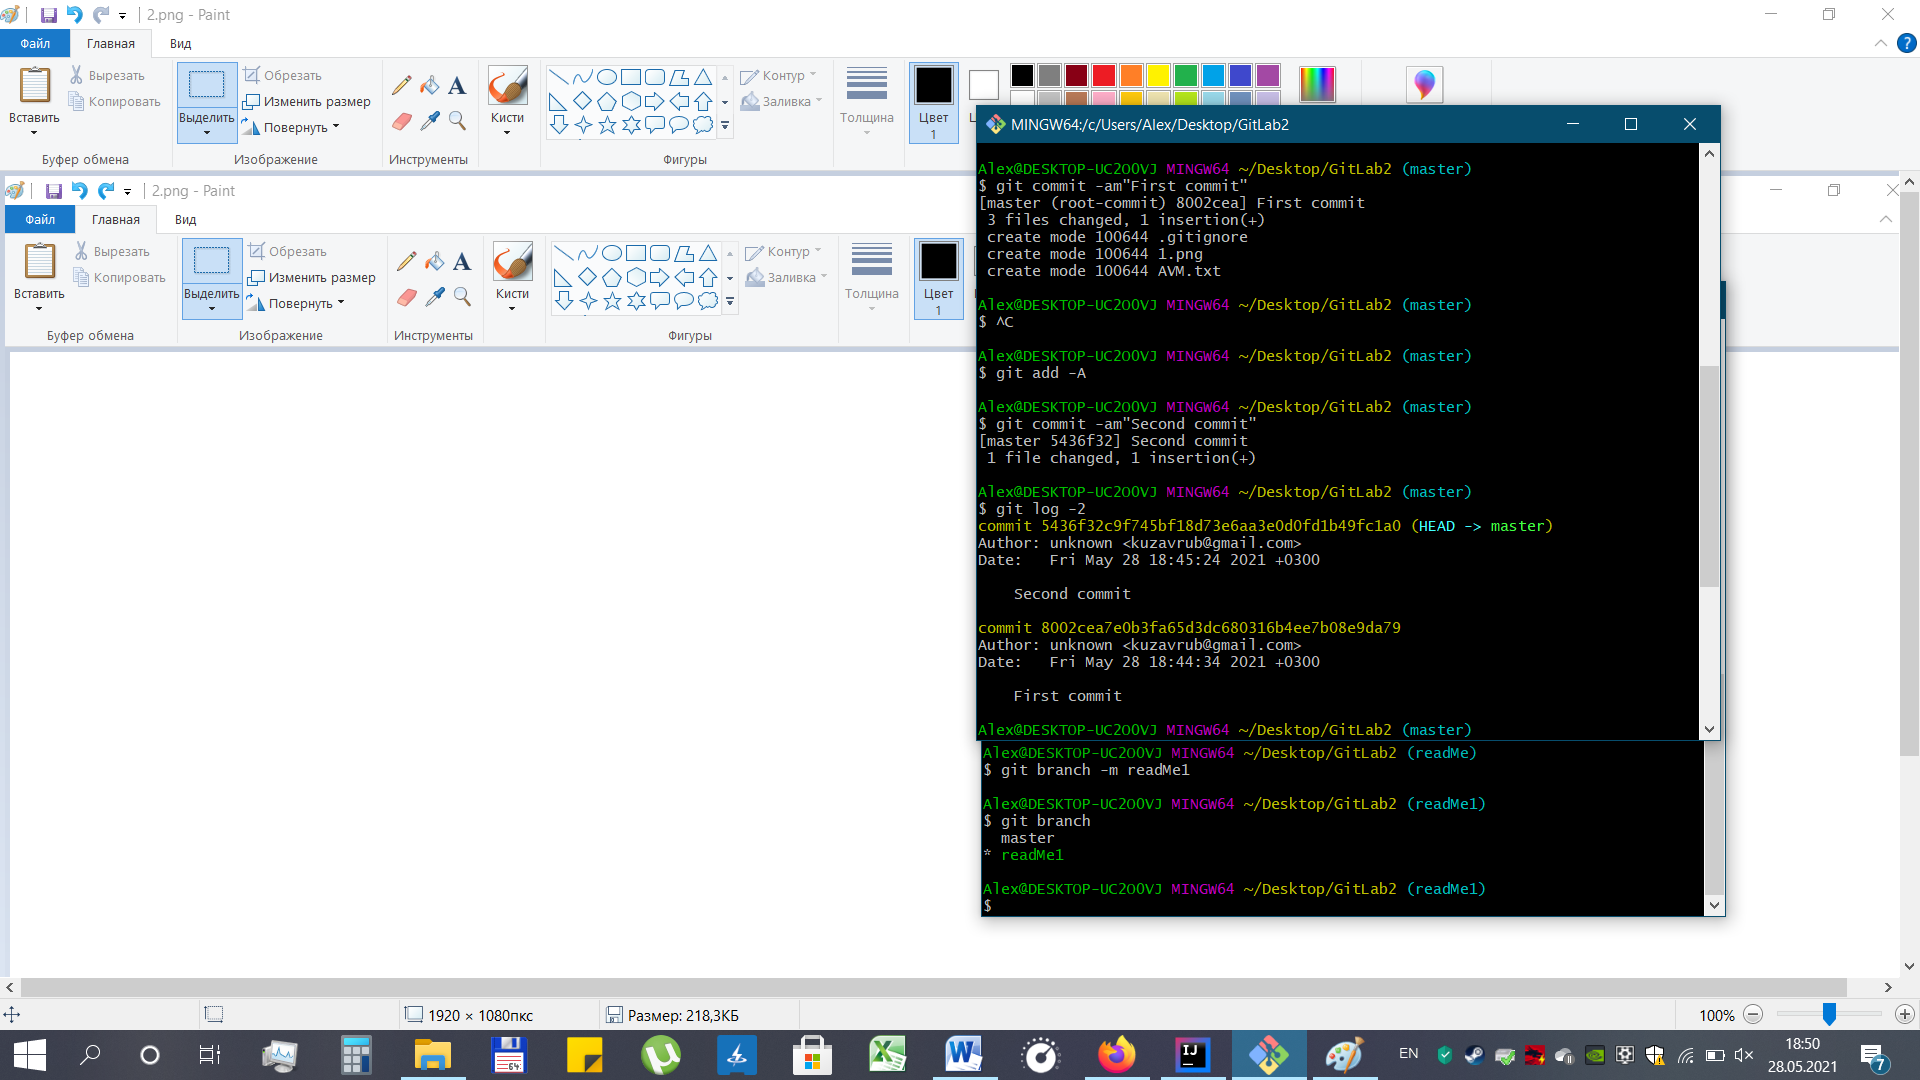 2.png - Paint
Файл Главная Вид
Вставить
Вырезать
Копировать
Буфер обмена
Выделить
Обрезать
Изменить размер
Повернуть
Изображение
Инструменты
Кисти
Фигуры
Контур
Заливка
Толщина
Цвет
1
2.png - Paint
Файл Главная Вид
Вставить
Вырезать
Копировать
Буфер обмена
Выделить
Обрезать
Изменить размер
Повернуть
Изображение
Инструменты
Кисти
Фигуры
Контур
Заливка
Толщина
Цвет
1
MINGW64:/c/Users/Alex/Desktop/GitLab2
Alex@DESKTOP-UC2O0VJ MINGW64 ~/Desktop/GitLab2 (master)
$ git commit -am"First commit"
[master (root-commit) 8002cea] First commit
3 files changed, 1 insertion(+)
create mode 100644 .gitignore
create mode 100644 1.png
create mode 100644 AVM.txt
Alex@DESKTOP-UC2O0VJ MINGW64 ~/Desktop/GitLab2 (master)
$ ^C
Alex@DESKTOP-UC2O0VJ MINGW64 ~/Desktop/GitLab2 (master)
$ git add -A
Alex@DESKTOP-UC2O0VJ MINGW64 ~/Desktop/GitLab2 (master)
$ git commit -am"Second commit"
[master 5436f32] Second commit
1 file changed, 1 insertion(+)
Alex@DESKTOP-UC2O0VJ MINGW64 ~/Desktop/GitLab2 (master)
$ git log -2
commit 5436f32c9f745bf18d73e6aa3e0d0fd1b49fc1a0 (HEAD -> master)
Author: unknown <kuzavrub@gmail.com>
Date: Fri May 28 18:45:24 2021 +0300
Second commit
commit 8002cea7e0b3fa65d3dc680316b4ee7b08e9da79
Author: unknown <kuzavrub@gmail.com>
Date: Fri May 28 18:44:34 2021 +0300
First commit
Alex@DESKTOP-UC2O0VJ MINGW64 ~/Desktop/GitLab2 (master)
Alex@DESKTOP-UC2O0VJ MINGW64 ~/Desktop/GitLab2 (readMe)
$ git branch -m readMe1
Alex@DESKTOP-UC2O0VJ MINGW64 ~/Desktop/GitLab2 (readMe1)
$ git branch
master
* readMe1
Alex@DESKTOP-UC2O0VJ MINGW64 ~/Desktop/GitLab2 (readMe1)
$
1920 × 1080пкс
Размер: 218,3КБ
100%
EN
18:50
28.05.2021
7